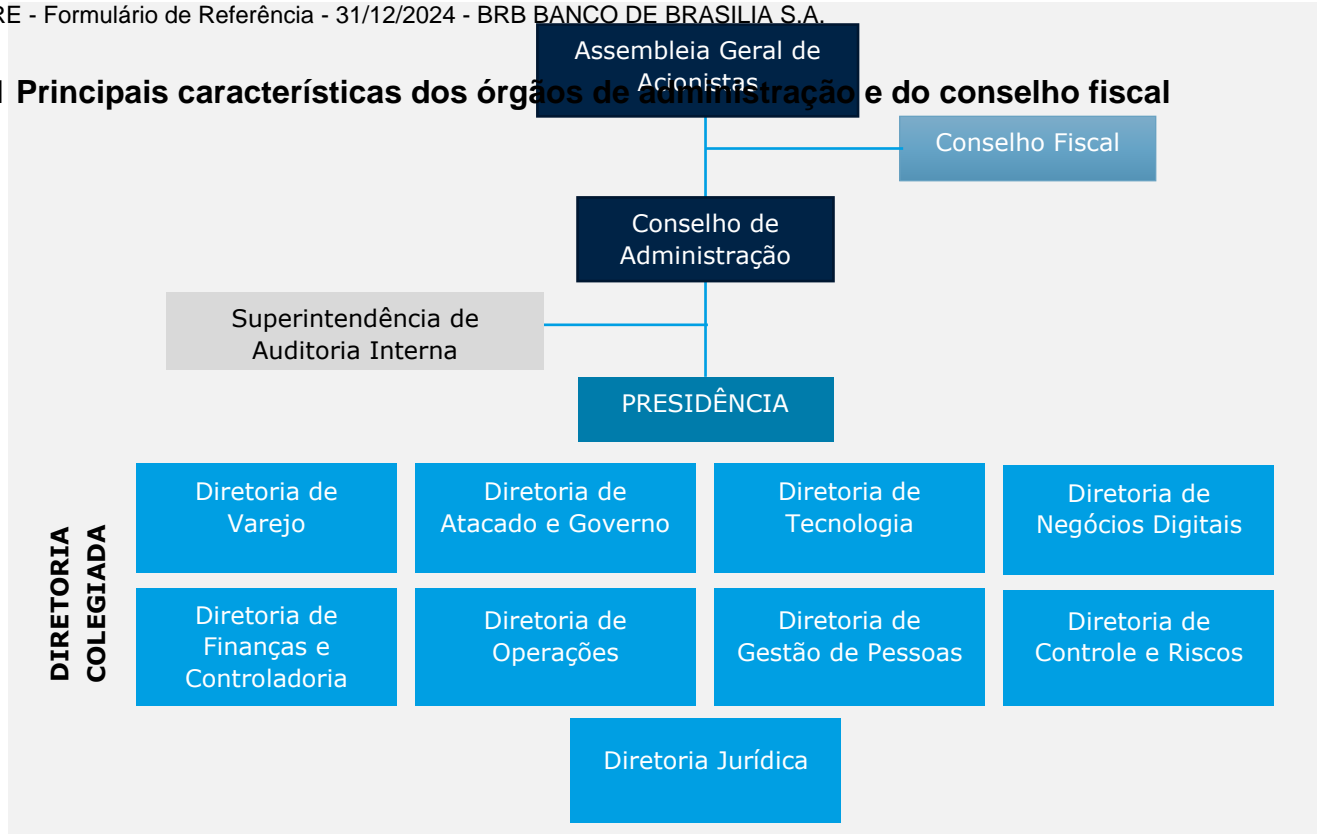 RE - Formulário de Referência - 31/12/2024 - BRB BANCO DE BRASILIA S.A.
Assembleia Geral de
Acionistas
Principais características dos órgãos de administração e do conselho fiscal
Conselho Fiscal
Conselho de
Administração
Superintendência de
Auditoria Interna
PRESIDÊNCIA
DIRETORIA
COLEGIADA
Diretoria de
Varejo
Diretoria de
Atacado e Governo
Diretoria de
Tecnologia
Diretoria de
Negócios Digitais
Diretoria de
Finanças e
Controladoria
Diretoria de
Operações
Diretoria de
Gestão de Pessoas
Diretoria de
Controle e Riscos
Diretoria Jurídica